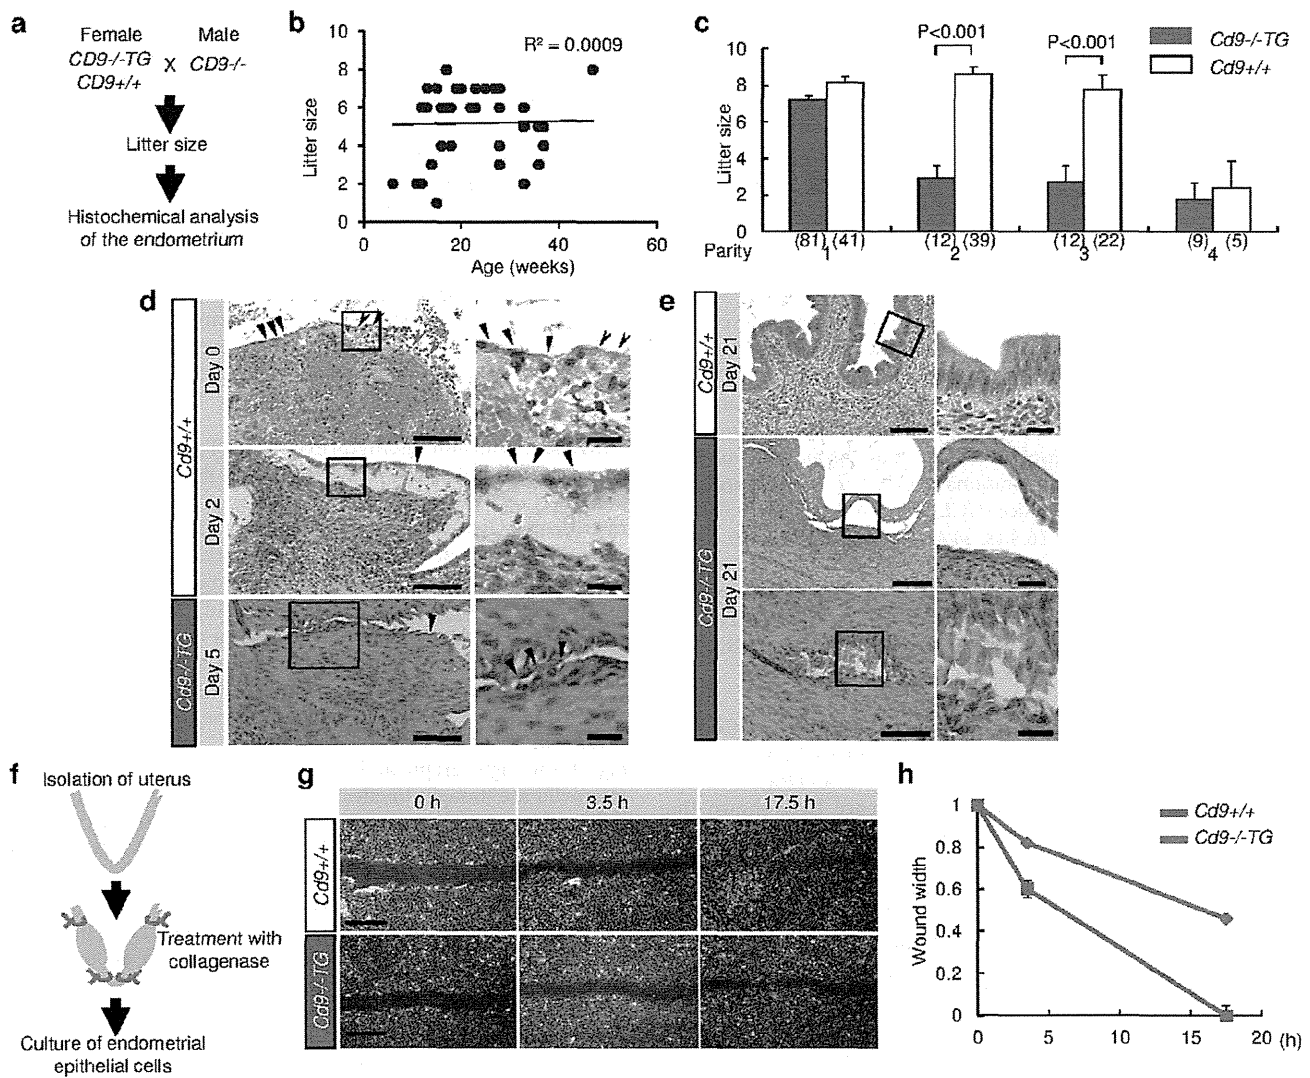 a
Female Male
CD9-/-TG X CD9-/-
CD9+/+
Litter size
Histochemical analysis
of the endometrium
b
R² = 0.0009
Litter size
10
8
6
4
2
0
0 20 40 60
Age (weeks)
c
P<0.001
P<0.001
Cd9-/-TG
Cd9+/+
Litter size
10
8
6
4
2
0
(81) (41) (12) (39) (12) (22) (9) (5)
Parity 1 2 3 4
d
Cd9+/+
Day 0
Day 2
Cd9-/-TG
Day 5
e
Cd9+/+
Day 21
Cd9-/-TG
Day 21
f
Isolation of uterus
Treatment with
collagenase
Culture of endometrial
epithelial cells
g
0 h 3.5 h 17.5 h
Cd9+/+
Cd9-/-TG
h
Cd9+/+
Cd9-/-TG
Wound width
1
0.8
0.6
0.4
0.2
0
0 5 10 15 20 (h)